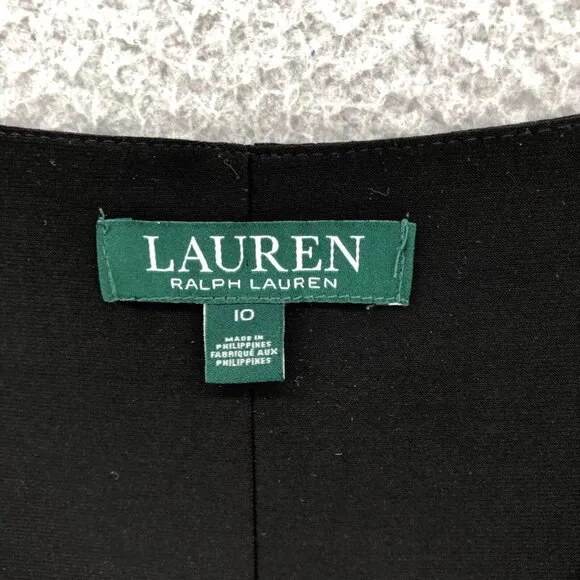 LAUREN
RALPH LAUREN
10
MADE IN
PHILIPPINES
FABRIQUÉ AUX
PHILIPPINES